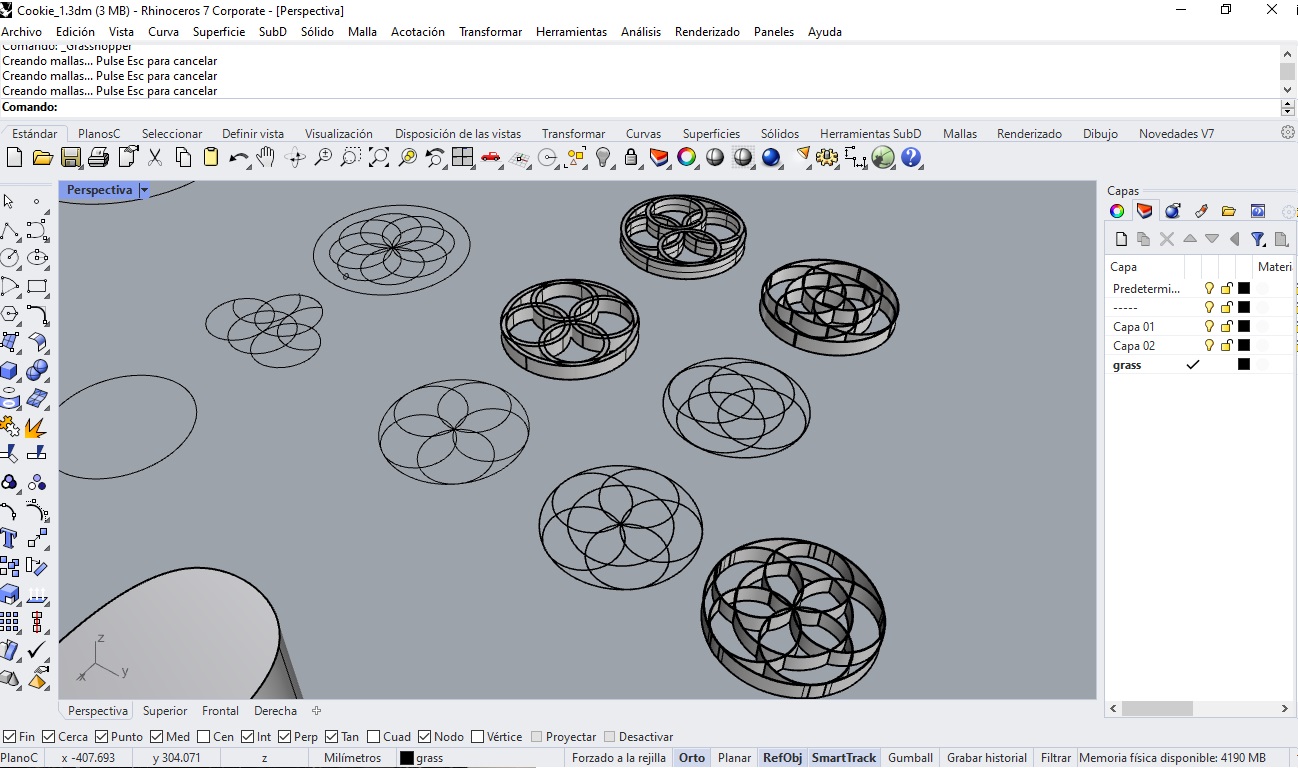 Cookie_1.3dm (3 MB) - Rhinoceros 7 Corporate - [Perspectiva]
Archivo Edición Vista Curva Superficie SubD Sólido Malla Acotación Transformar Herramientas Análisis Renderizado Paneles Ayuda
Comando: _Grasshopper
Creando mallas... Pulse Esc para cancelar
Creando mallas... Pulse Esc para cancelar
Creando mallas... Pulse Esc para cancelar
Comando:
Estándar PlanosC Seleccionar Definir vista Visualización Disposición de las vistas Transformar Curvas Superficies Sólidos Herramientas SubD Mallas Renderizado Dibujo Novedades V7
Perspectiva
Capas
Capa Materi
Predetermi...
-----
Capa 01
Capa 02
grass
z
y
x
Perspectiva Superior Frontal Derecha
Fin Cerca Punto Med Cen Int Perp Tan Cuad Nodo Vértice Proyectar Desactivar
PlanoC x -407.693 y 304.071 z Milímetros grass Forzado a la rejilla Orto Planar RefObj SmartTrack Gumball Grabar historial Filtrar Memoria física disponible: 4190 MB